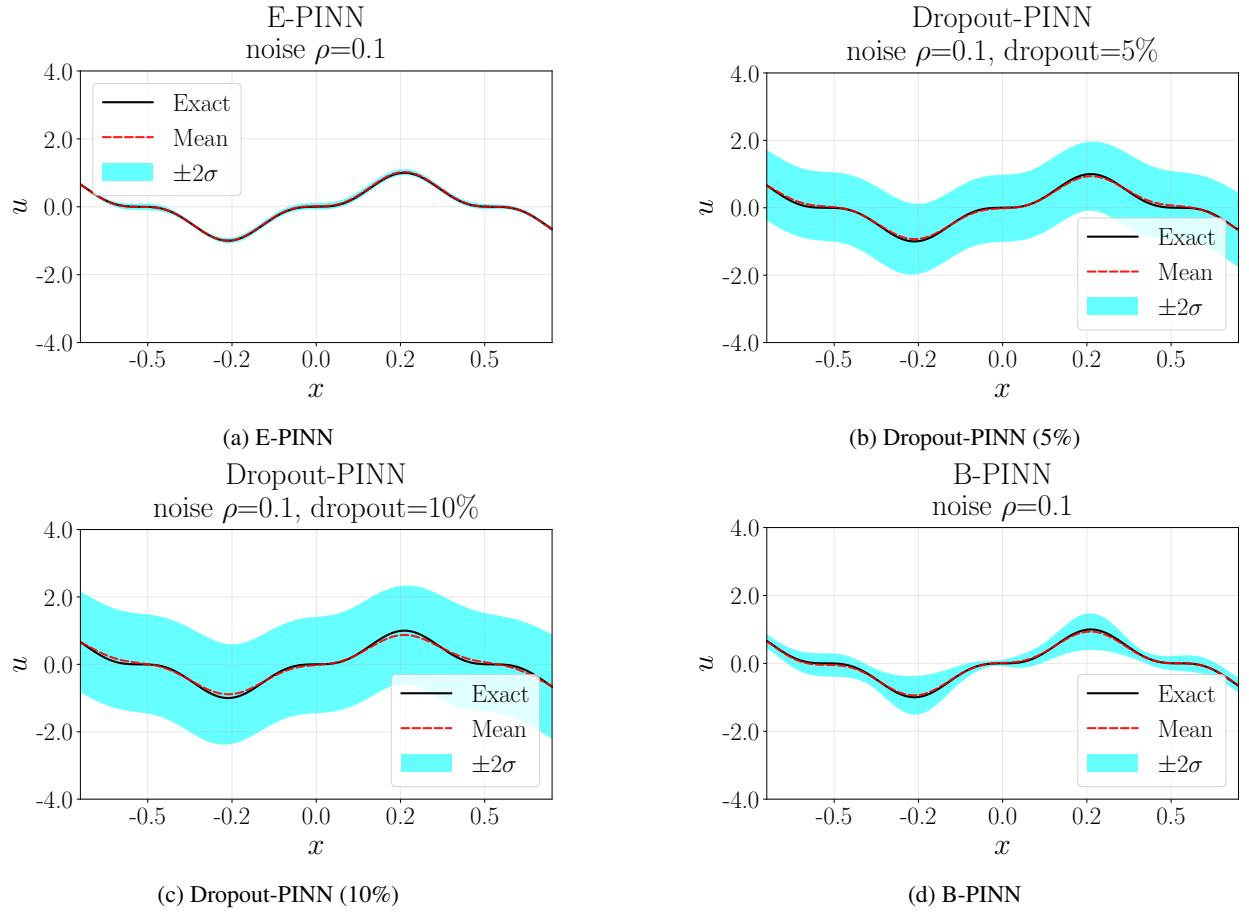 E-PINN
noise ρ=0.1
4.0
2.0
0.0
-2.0
-4.0
u
Exact
Mean
±2σ
-0.5
-0.2
0.0
0.2
0.5
x
(a) E-PINN
Dropout-PINN
noise ρ=0.1, dropout=5%
4.0
2.0
0.0
-2.0
-4.0
u
Exact
Mean
±2σ
-0.5
-0.2
0.0
0.2
0.5
x
(b) Dropout-PINN (5%)
Dropout-PINN
noise ρ=0.1, dropout=10%
4.0
2.0
0.0
-2.0
-4.0
u
Exact
Mean
±2σ
-0.5
-0.2
0.0
0.2
0.5
x
(c) Dropout-PINN (10%)
B-PINN
noise ρ=0.1
4.0
2.0
0.0
-2.0
-4.0
u
Exact
Mean
±2σ
-0.5
-0.2
0.0
0.2
0.5
x
(d) B-PINN